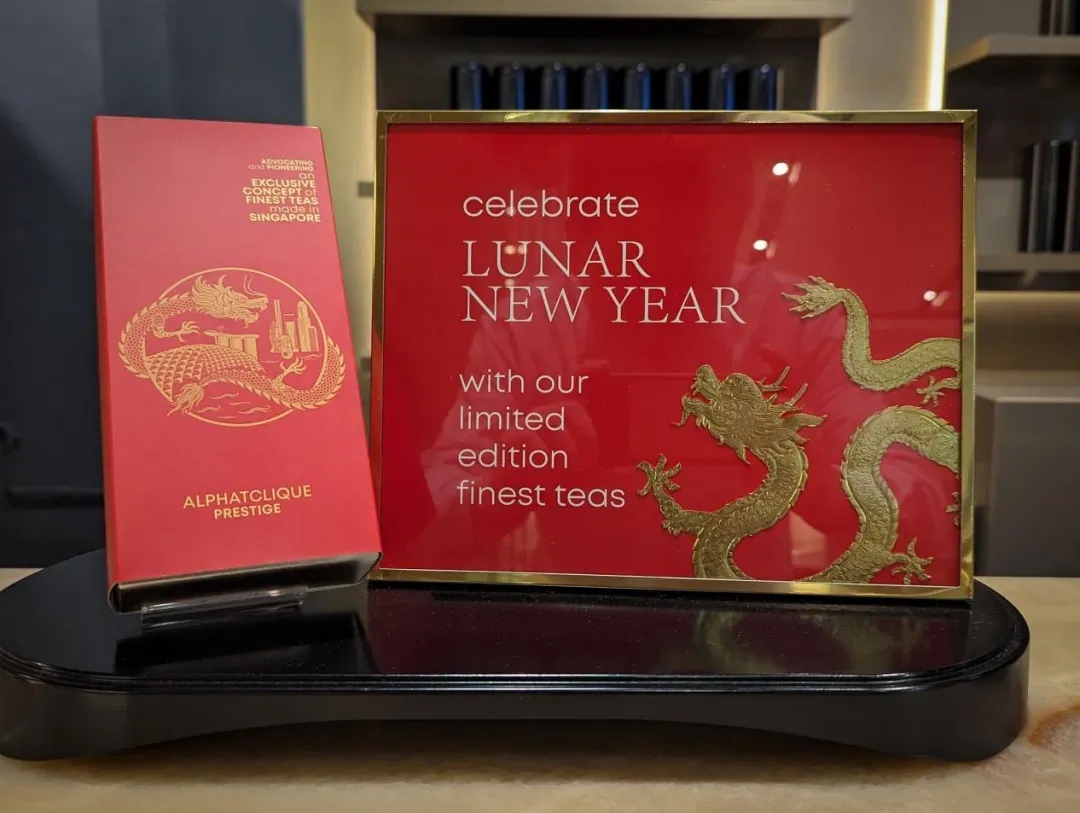 ADVOCATING
and PIONEERING
an
EXCLUSIVE
CONCEPT of
FINEST TEAS
made in
SINGAPORE
ALPHATCLIQUE
PRESTIGE
celebrate
LUNAR
NEW YEAR
with our
limited
edition
finest teas